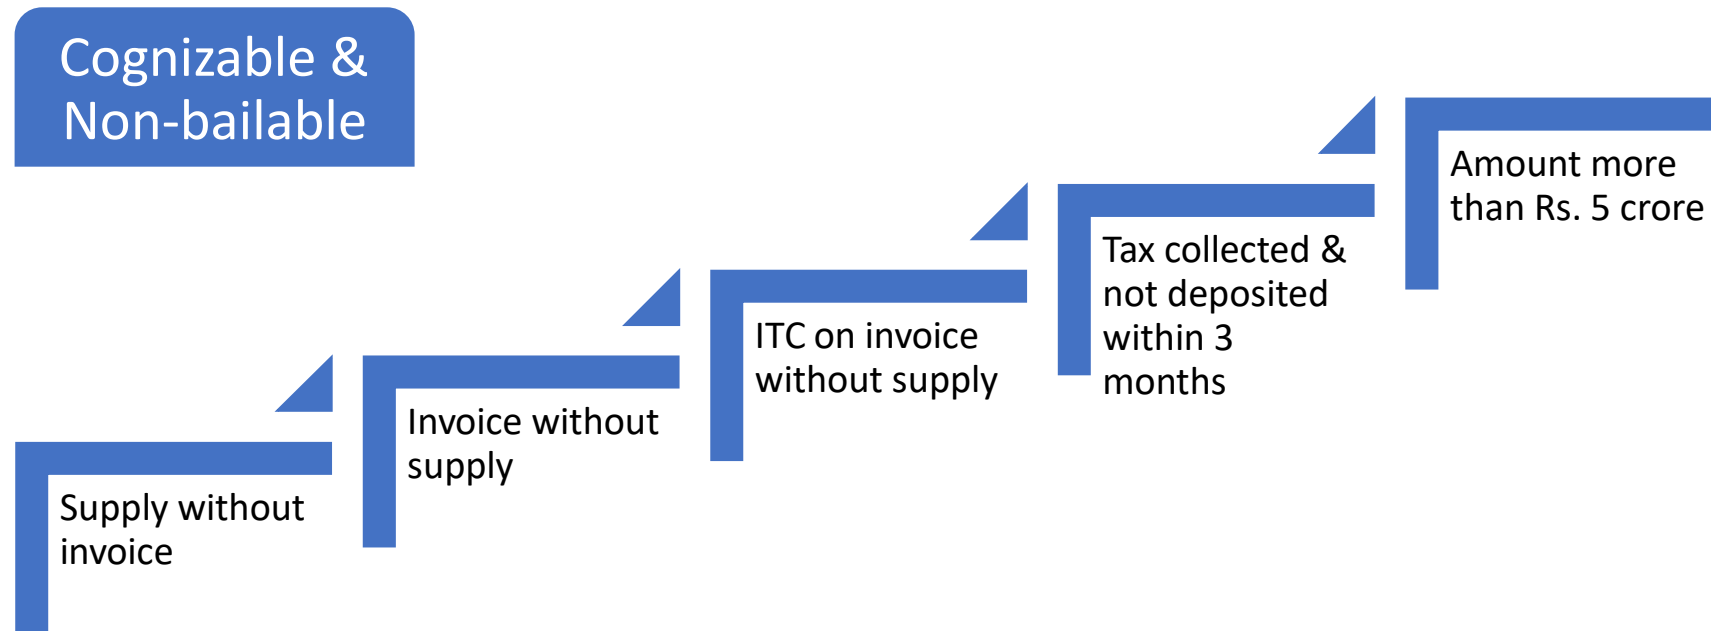 Cognizable &
Non-bailable
Supply without
invoice
Invoice without
supply
ITC on invoice
without supply
Tax collected &
not deposited
within 3
months
Amount more
than Rs. 5 crore